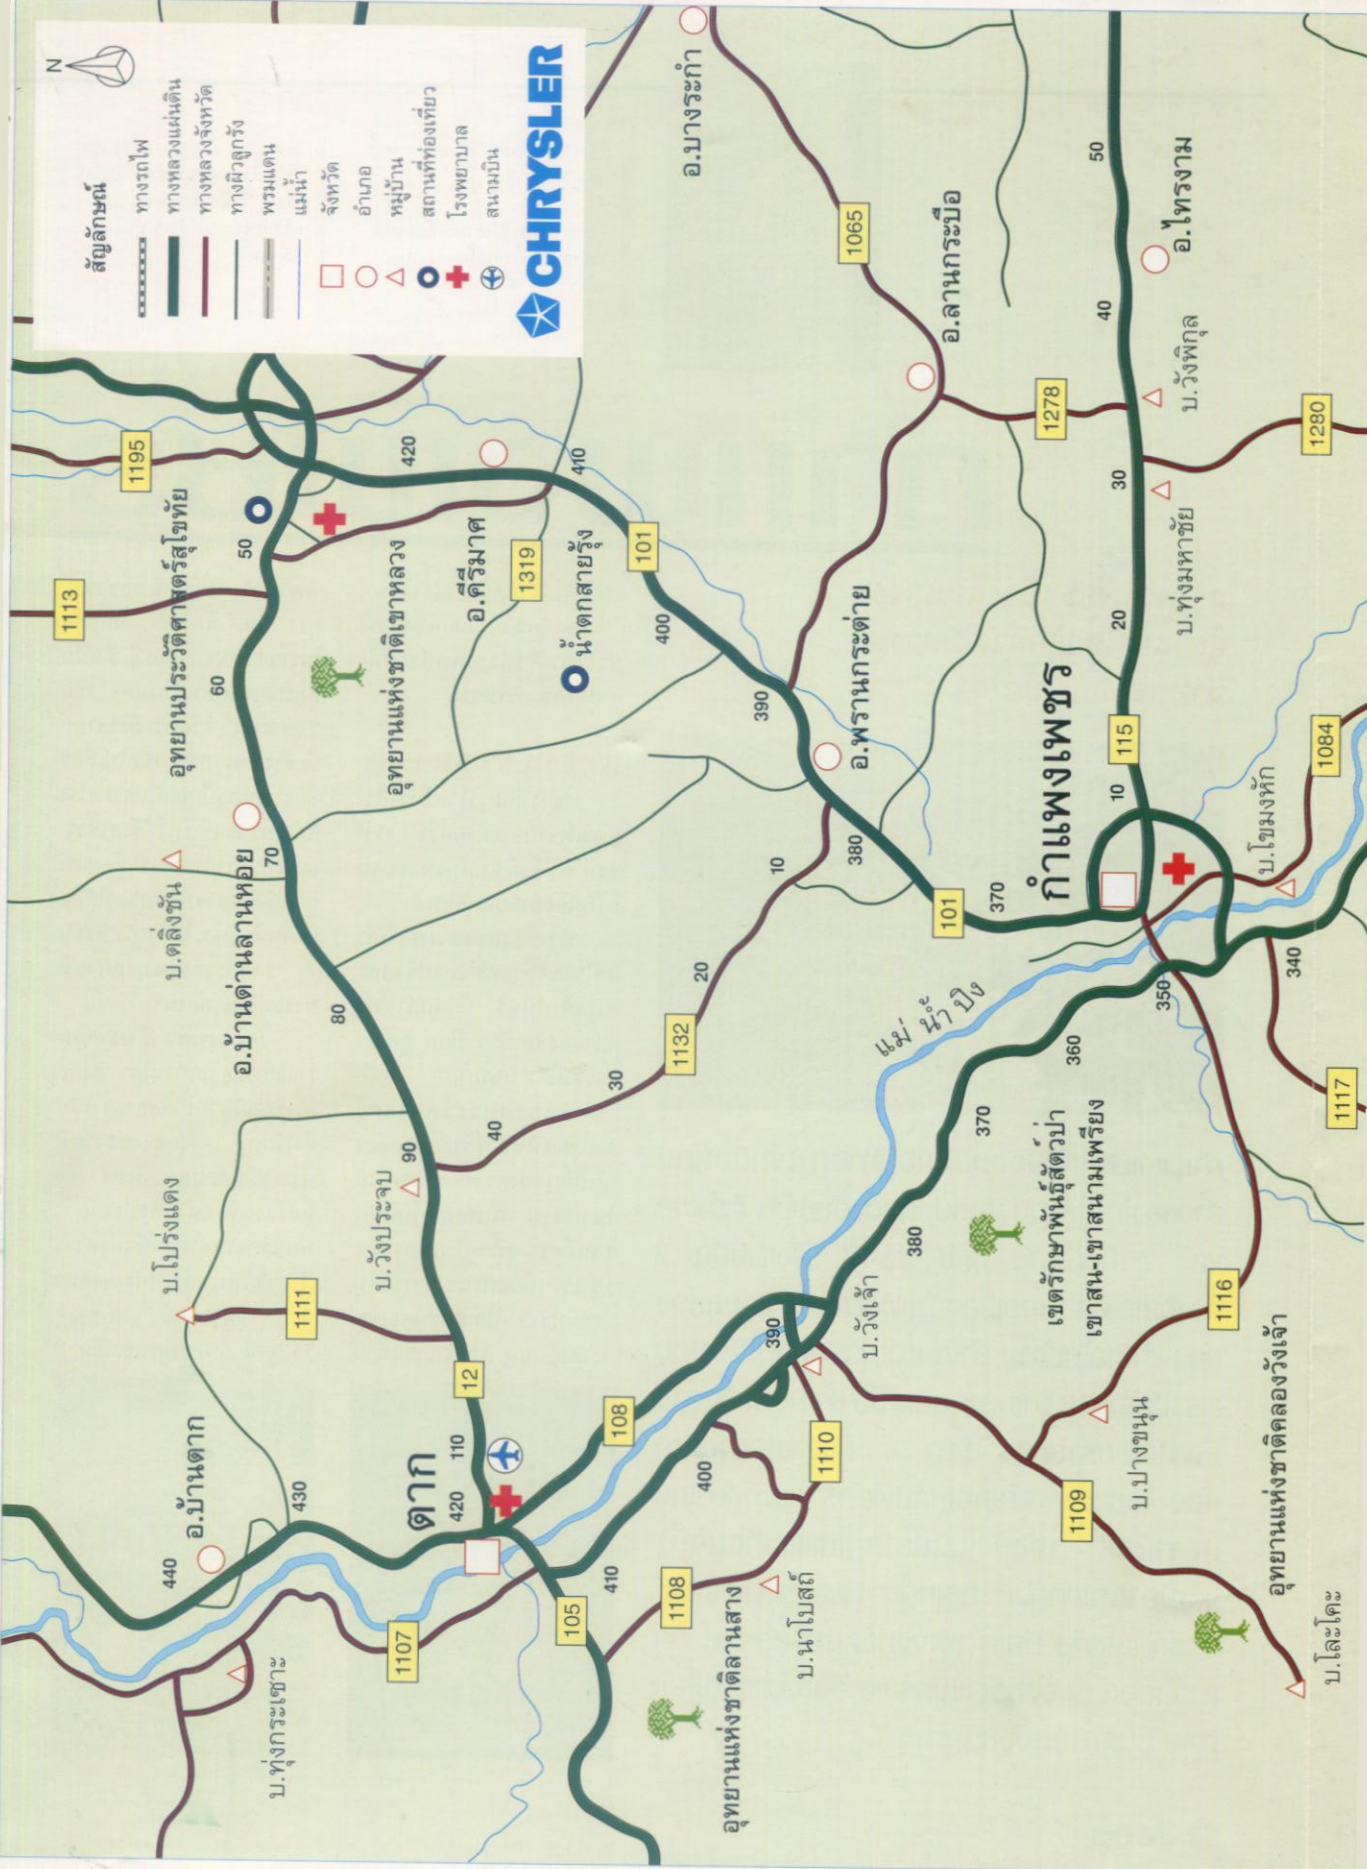 N
สัญลักษณ์
ทางรถไฟ
ทางหลวงแผ่นดิน
ทางหลวงจังหวัด
ทางผิวลูกรัง
พรมแดน
แม่น้ำ
จังหวัด
อำเภอ
หมู่บ้าน
สถานที่ท่องเที่ยว
โรงพยาบาล
สนามบิน
CHRYSLER
1113
1195
อุทยานประวัติศาสตร์สุโขทัย
50
60
420
อุทยานแห่งชาติเขาหลวง
อ.คีรีมาศ
410
1319
น้ำตกสายรุ้ง
101
400
390
อ.บางระกำ
1065
อ.ลานกระบือ
1278
50
40
อ.ไทรงาม
บ.วังพิกุล
1280
30
บ.ทุ่งมหาชัย
20
115
10
กำแพงเพชร
อ.พรานกระต่าย
380
101
370
บ.โขมงหัก
1084
340
350
1117
360
แม่ น้ำ ปิง
370
380
เขตรักษาพันธุ์สัตว์ป่า
เขาสน-เขาสนามเพรียง
1116
บ.ต่ลิ่งชัน
อ.บ้านด่านลานหอย
70
80
10
20
1132
30
40
90
บ.วังประจบ
บ.โปร่งแดง
1111
12
110
ตาก
420
อ.บ้านตาก
430
440
108
390
บ.วังเจ้า
400
1110
410
1108
105
1107
บ.ทุ่งกระเซาะ
อุทยานแห่งชาติลานสาง
บ.นาโบสถ์
1109
บ.ปางขนุน
อุทยานแห่งชาติคลองวังเจ้า
บ.โละโคะ